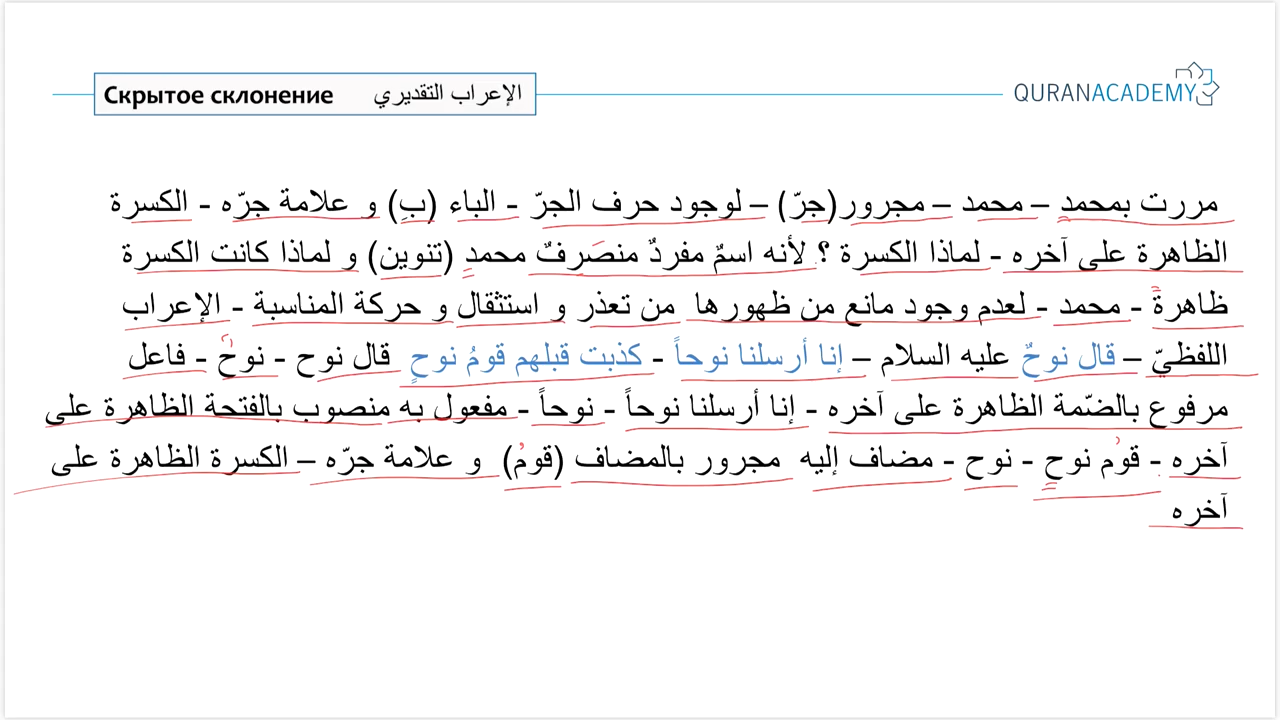 Скрытое склонение الإعراب التقديري
QURANACADEMY
مررت بمحمدٍ – محمد – مجرور(جرّ) – لوجود حرف الجرّ - الباء (بِ) و علامة جرّه - الكسرة
الظاهرة على آخره - لماذا الكسرة ؟ لأنه اسمٌ مفردٌ منصَرفٌ محمدٍ (تنوين) و لماذا كانت الكسرة
ظاهرةً - محمد - لعدم وجود مانع من ظهورها من تعذر و استثقال و حركة المناسبة - الإعراب
اللفظيّ – قال نوحٌ عليه السلام – إنا أرسلنا نوحاً - كذبت قبلهم قومُ نوحٍ قال نوح - نوحٌ - فاعل
مرفوع بالضّمة الظاهرة على آخره - إنا أرسلنا نوحاً - نوحاً - مفعول به منصوب بالفتحة الظاهرة على
آخره - قومُ نوحٍ - نوح - مضاف إليه مجرور بالمضاف (قومُ) و علامة جرّه – الكسرة الظاهرة على
آخره